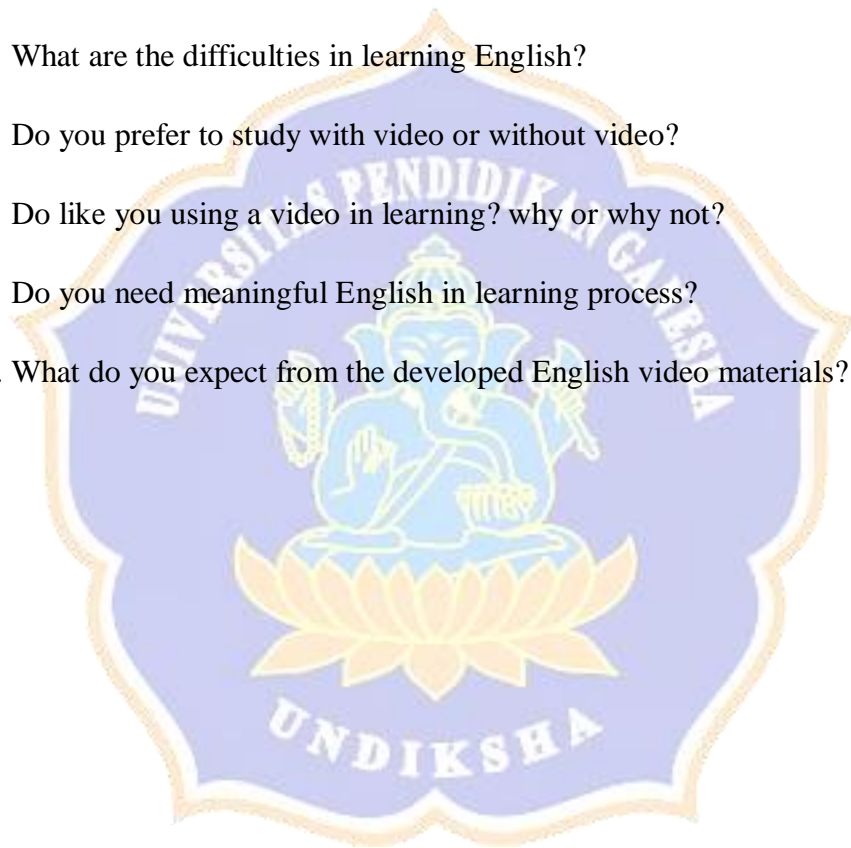 What are the difficulties in learning English?
Do you prefer to study with video or without video?
Do like you using a video in learning? why or why not?
Do you need meaningful English in learning process?
. What do you expect from the developed English video materials?
UNIVERSITAS PENDIDIKAN GANESHA
UNDIKSHA